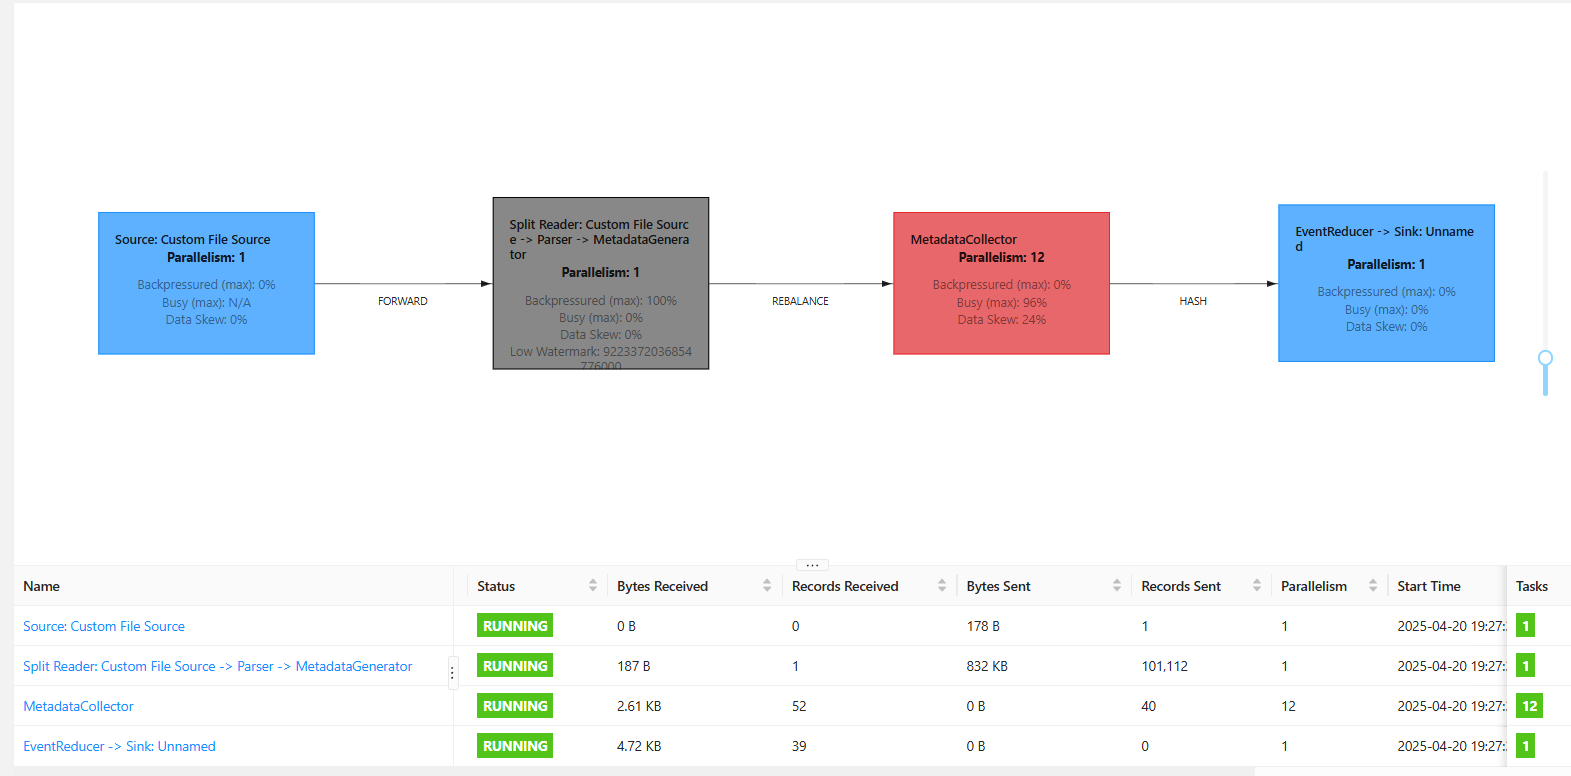 Source: Custom File Source
Parallelism: 1
Backpressured (max): 0%
Busy (max): N/A
Data Skew: 0%
FORWARD
Split Reader: Custom File Sourc
e -> Parser -> MetadataGenera
tor
Parallelism: 1
Backpressured (max): 100%
Busy (max): 0%
Data Skew: 0%
Low Watermark: 9223372036854
776000
REBALANCE
MetadataCollector
Parallelism: 12
Backpressured (max): 0%
Busy (max): 96%
Data Skew: 24%
HASH
EventReducer -> Sink: Unname
d
Parallelism: 1
Backpressured (max): 0%
Busy (max): 0%
Data Skew: 0%
Name Status Bytes Received Records Received Bytes Sent Records Sent Parallelism Start Time Tasks
Source: Custom File Source RUNNING 0 B 0 178 B 1 1 2025-04-20 19:27: 1
Split Reader: Custom File Source -> Parser -> MetadataGenerator RUNNING 187 B 1 832 KB 101,112 1 2025-04-20 19:27: 1
MetadataCollector RUNNING 2.61 KB 52 0 B 40 12 2025-04-20 19:27: 12
EventReducer -> Sink: Unnamed RUNNING 4.72 KB 39 0 B 0 1 2025-04-20 19:27: 1